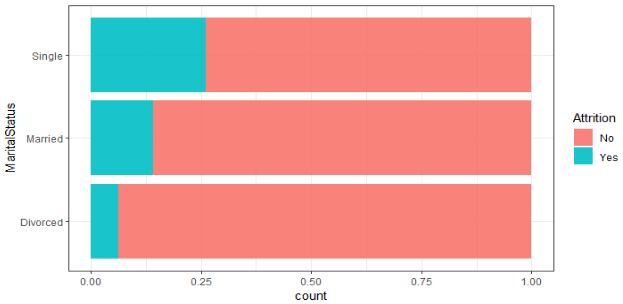 MaritalStatus
Single
Married
Divorced
0.00 0.25 0.50 0.75 1.00
count
Attrition
No
Yes